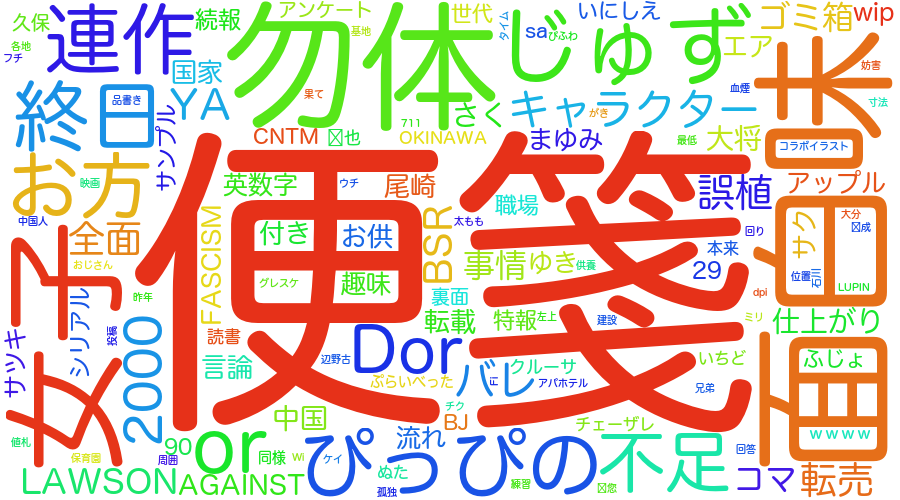 久保
連作
続報
アンケート
世代
いにしえ
ゴミ箱
wip
各地
フチ
国家
勿体
基地
じゅず
タイム
sa
びふわ
エア
末
妨害
終日
品書き
YA
果て
さく
キャラクター
がき
血煙
寸法
サンプル
CNTM
也
711
OKINAWA
まゆみ
最低
大将
コラボイラスト
お方
映画
英数字
ウチ
尾崎
便箋
職場
誤植
アップル
中国人
太もも
回り
サク
大分
成
全面
FASCISM
付き
お供
BSR
事情
ゆき
供養
本来
29
位置
石川
LUPIN
女子
おじさん
グレスケ
趣味
裏面
dpi
昨年
シリアル
投稿
2000
読書
転載
特報
左上
建設
ミリ
仕上がり
サツキ
言論
辺野古
Dor
ぷらいべった
バレ
Fi
クルーサ
アパホテル
いちど
兄弟
面
ふじょ
wwww
値札
保育園
90
周囲
or
中国
同様
Wi
ぴっぴの
ケイ
流れ
チク
BJ
ぬた
孤独
練習
チェーザレ
不足
您
回答
コマ
転売
LAWSON
AGAINST